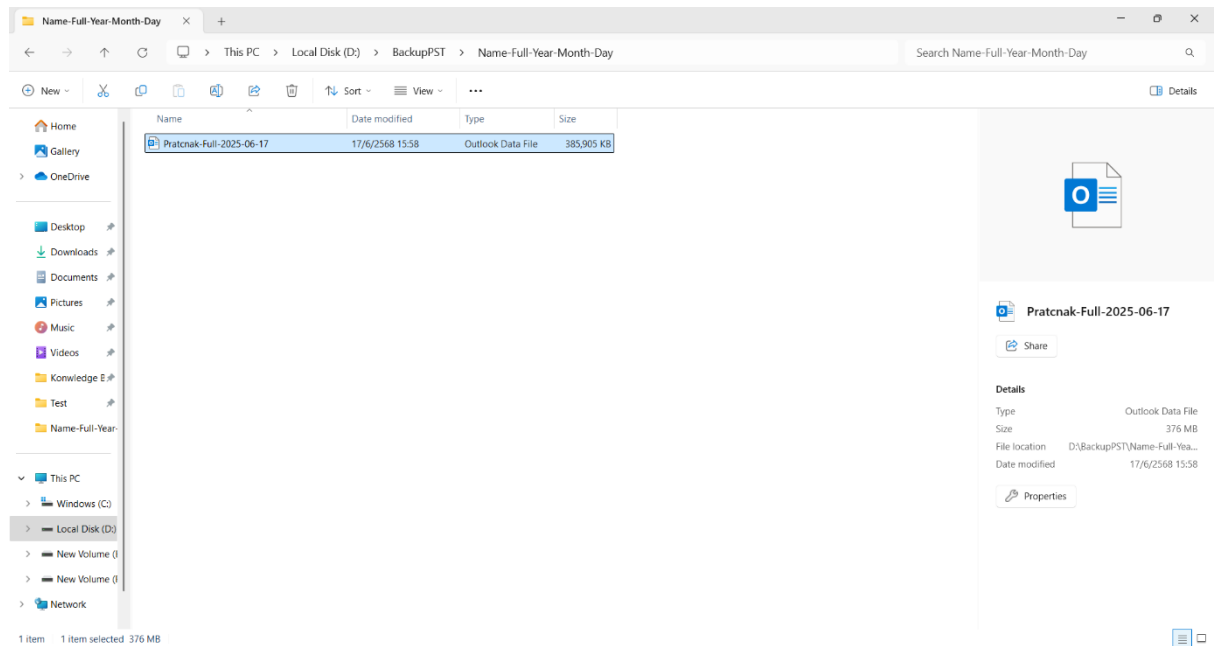 Name-Full-Year-Month-Day
This PC > Local Disk (D:) > BackupPST > Name-Full-Year-Month-Day
Search Name-Full-Year-Month-Day
New
Sort
View
Details
Home
Gallery
OneDrive
Desktop
Downloads
Documents
Pictures
Music
Videos
Konwledge E
Test
Name-Full-Year-
This PC
Windows (C:)
Local Disk (D:)
New Volume (
New Volume (
Network
Name Date modified Type Size
Pratcnak-Full-2025-06-17 17/6/2568 15:58 Outlook Data File 385,905 KB
Pratcnak-Full-2025-06-17
Share
Details
Type Outlook Data File
Size 376 MB
File location D:\BackupPST\Name-Full-Yea...
Date modified 17/6/2568 15:58
Properties
1 item 1 item selected 376 MB